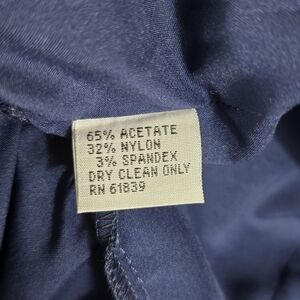 65% ACETATE
32% NYLON
3% SPANDEX
DRY CLEAN ONLY
RN 61839